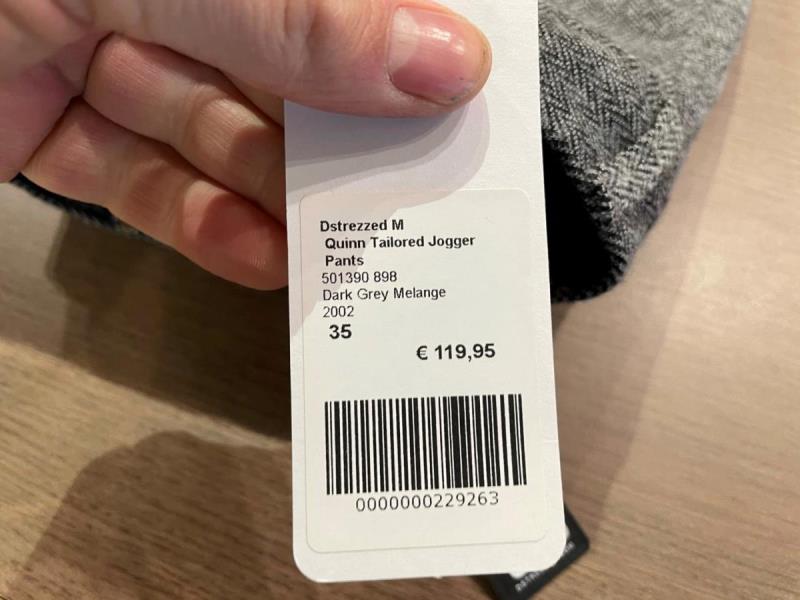 Dstrezzed M
Quinn Tailored Jogger
Pants
501390 898
Dark Grey Melange
2002
35
€ 119,95
0000000229263